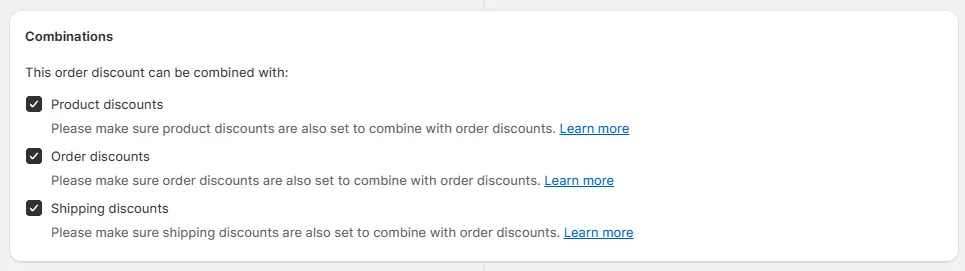 Combinations
This order discount can be combined with:
Product discounts
Please make sure product discounts are also set to combine with order discounts. Learn more
Order discounts
Please make sure order discounts are also set to combine with order discounts. Learn more
Shipping discounts
Please make sure shipping discounts are also set to combine with order discounts. Learn more